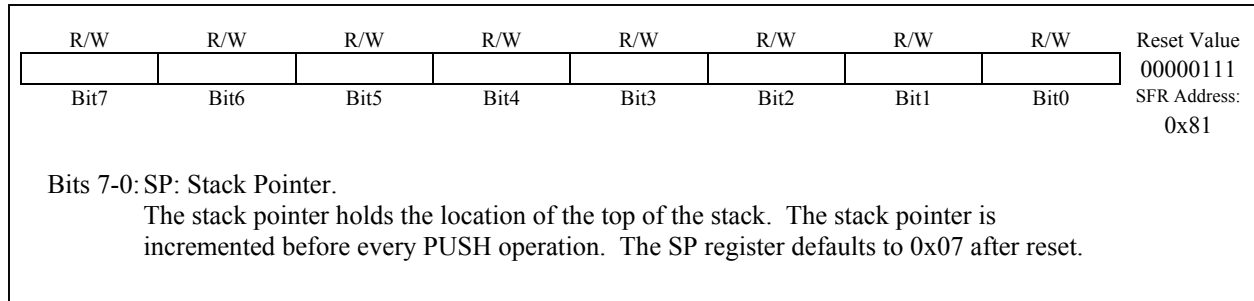 R/W R/W R/W R/W R/W R/W R/W R/W Reset Value
00000111
Bit7 Bit6 Bit5 Bit4 Bit3 Bit2 Bit1 Bit0 SFR Address:
0x81
Bits 7-0: SP: Stack Pointer.
The stack pointer holds the location of the top of the stack. The stack pointer is
incremented before every PUSH operation. The SP register defaults to 0x07 after reset.